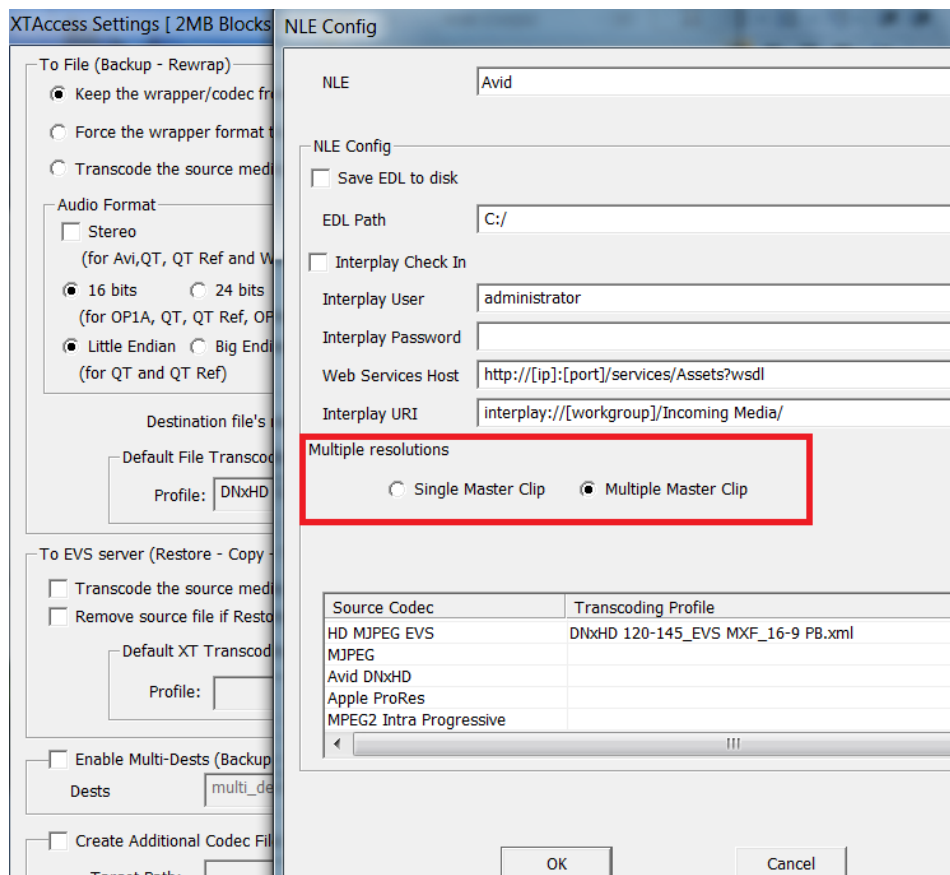 XTAccess Settings [ 2MB Blocks
To File (Backup - Rewrap)
Keep the wrapper/codec fr
Force the wrapper format t
Transcode the source medi
Audio Format
Stereo
(for Avi,QT, QT Ref and W
16 bits 24 bits
(for OP1A, QT, QT Ref, OP
Little Endian Big Endi
(for QT and QT Ref)
Destination file's
Default File Transcod
Profile: DNxHD
To EVS server (Restore - Copy -
Transcode the source medi
Remove source file if Resto
Default XT Transcod
Profile:
Enable Multi-Dests (Backup
Dests multi_de
Create Additional Codec Fil
NLE Config
NLE Avid
NLE Config
Save EDL to disk
EDL Path C:/
Interplay Check In
Interplay User administrator
Interplay Password
Web Services Host http://[ip]:[port]/services/Assets?wsdl
Interplay URI interplay://[workgroup]/Incoming Media/
Multiple resolutions
Single Master Clip Multiple Master Clip
Source Codec Transcoding Profile
HD MJPEG EVS DNxHD 120-145_EVS MXF_16-9 PB.xml
MJPEG
Avid DNxHD
Apple ProRes
MPEG2 Intra Progressive
OK Cancel